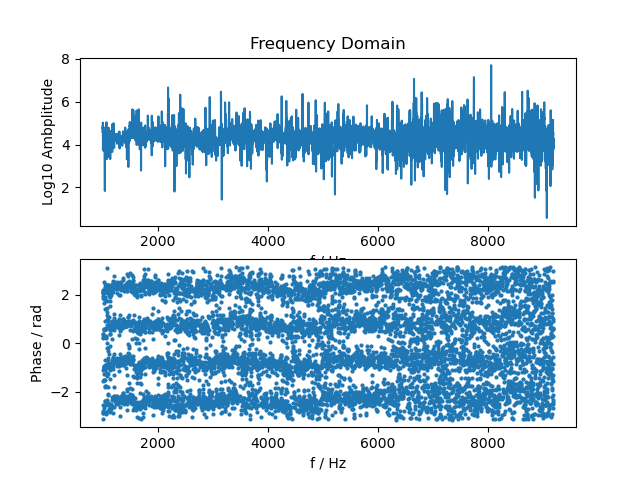 Frequency Domain
8
6
4
2
Log10 Ambplitude
2000 4000 6000 8000
f / Hz
2
0
−2
Phase / rad
2000 4000 6000 8000
f / Hz